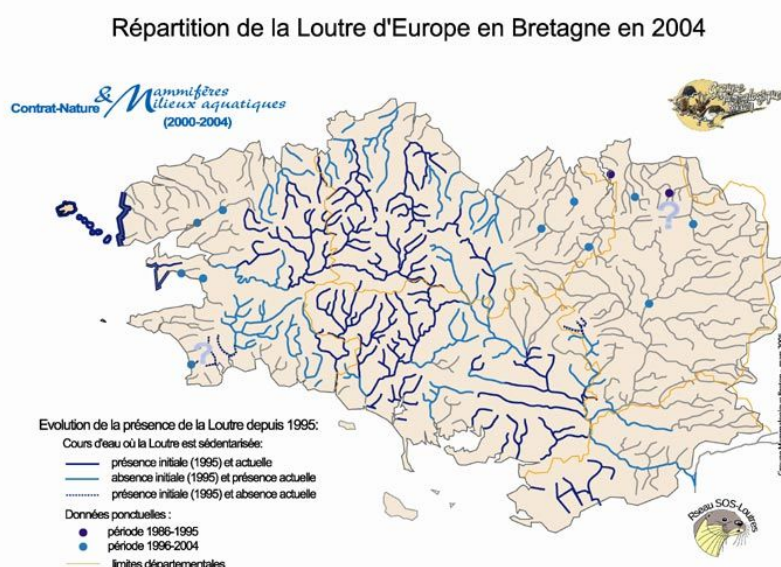 Répartition de la Loutre d'Europe en Bretagne en 2004
Contrat-Nature & Mammifères
Milieux aquatiques
(2000-2004)
?
?
Evolution de la présence de la Loutre depuis 1995:
Cours d'eau où la Loutre est sédentarisée:
présence initiale (1995) et actuelle
absence initiale (1995) et présence actuelle
présence initiale (1995) et absence actuelle
Données ponctuelles :
période 1986-1995
période 1996-2004
limites départementales
Rseau SOS-Loutres